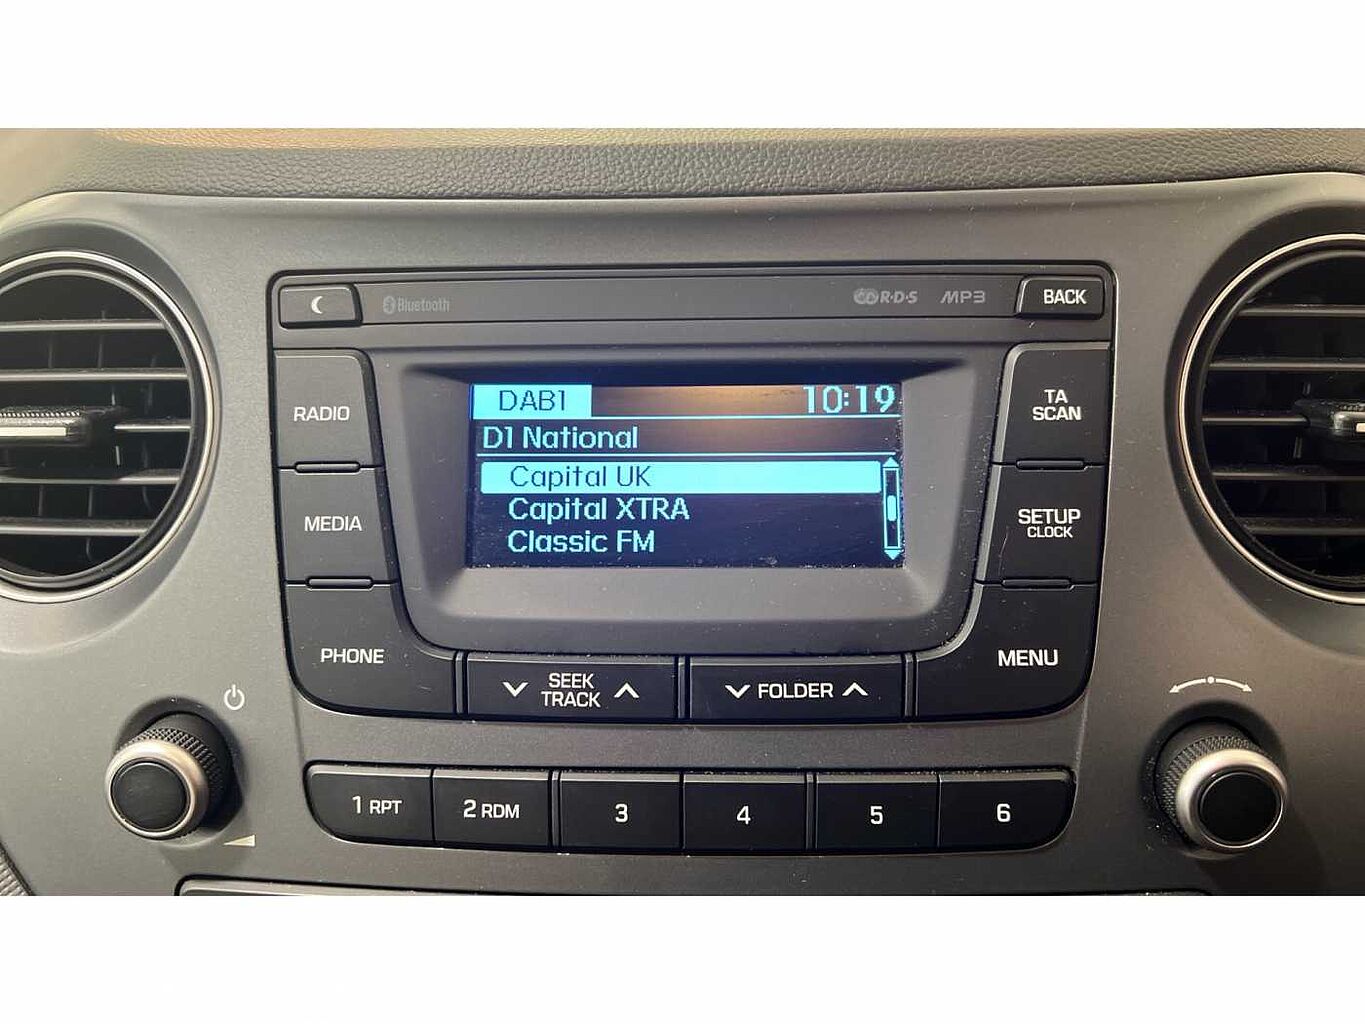 Bluetooth
R·D·S MP3
BACK
DAB1 10:19
D1 National
Capital UK
Capital XTRA
Classic FM
RADIO
MEDIA
PHONE
TA
SCAN
SETUP
CLOCK
MENU
SEEK
TRACK
FOLDER
1 RPT
2 RDM
3
4
5
6